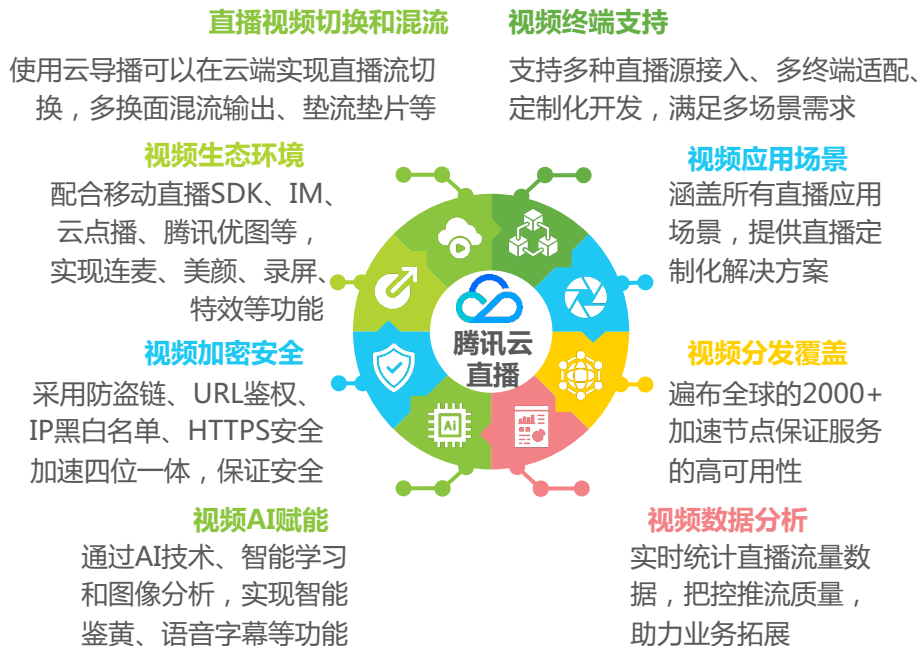 直播视频切换和混流
使用云导播可以在云端实现直播流切
换，多换面混流输出、垫流垫片等
视频终端支持
支持多种直播源接入、多终端适配、
定制化开发，满足多场景需求
视频生态环境
配合移动直播SDK、IM、
云点播、腾讯优图等，
实现连麦、美颜、录屏、
特效等功能
视频应用场景
涵盖所有直播应用
场景，提供直播定
制化解决方案
腾讯云
直播
Ai
视频加密安全
采用防盗链、URL鉴权、
IP黑白名单、HTTPS安全
加速四位一体，保证安全
视频分发覆盖
遍布全球的2000+
加速节点保证服务
的高可用性
视频AI赋能
通过AI技术、智能学习
和图像分析，实现智能
鉴黄、语音字幕等功能
视频数据分析
实时统计直播流量数
据，把控推流质量，
助力业务拓展